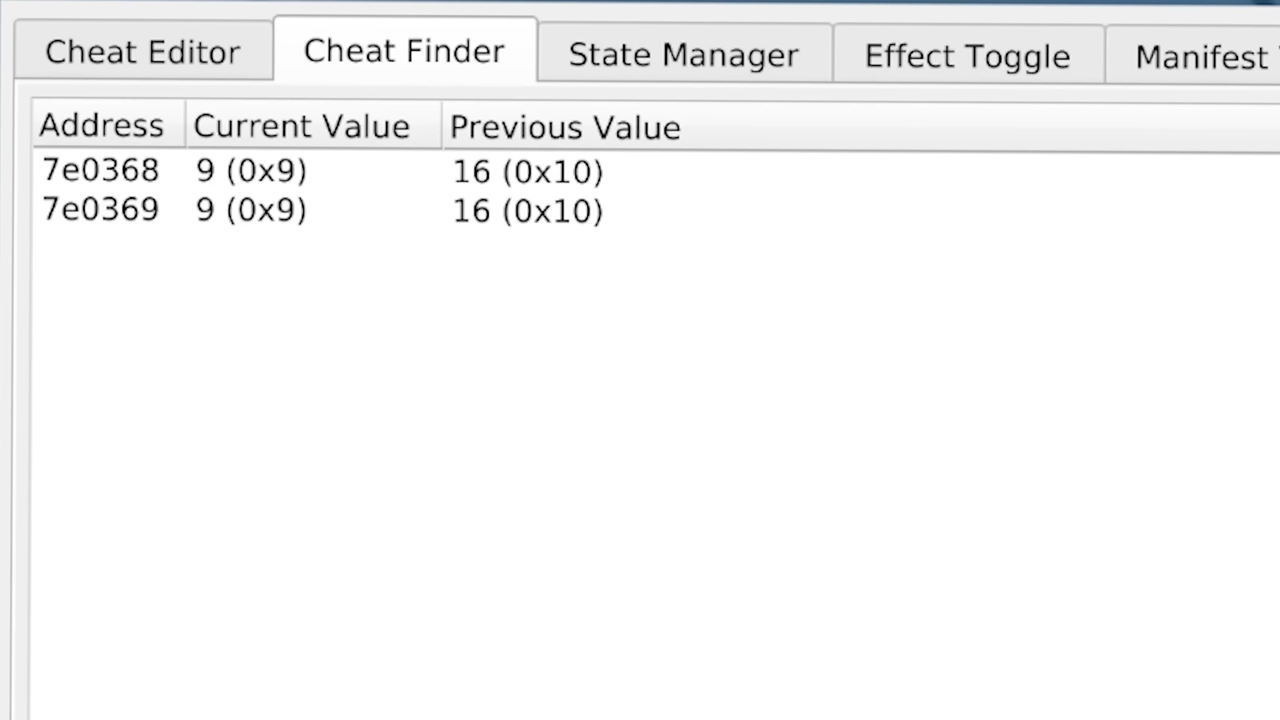 Cheat Editor Cheat Finder State Manager Effect Toggle Manifest
Address Current Value Previous Value
7e0368 9 (0x9) 16 (0x10)
7e0369 9 (0x9) 16 (0x10)